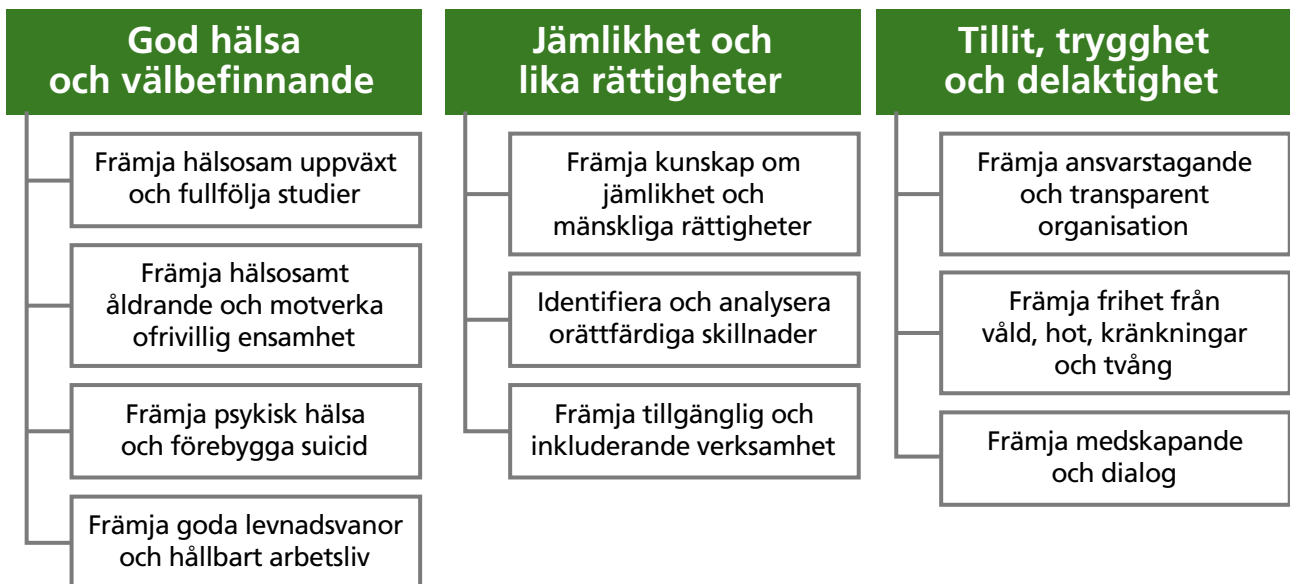 God hälsa
och välbefinnande
Främja hälsosam uppväxt
och fullfölja studier
Främja hälsosamt
åldrande och motverka
ofrivillig ensamhet
Främja psykisk hälsa
och förebygga suicid
Främja goda levnadsvanor
och hållbart arbetsliv
Jämlikhet och
lika rättigheter
Främja kunskap om
jämlikhet och
mänskliga rättigheter
Identifiera och analysera
orättfärdiga skillnader
Främja tillgänglig och
inkluderande verksamhet
Tillit, trygghet
och delaktighet
Främja ansvarstagande
och transparent
organisation
Främja frihet från
våld, hot, kränkningar
och tvång
Främja medskapande
och dialog